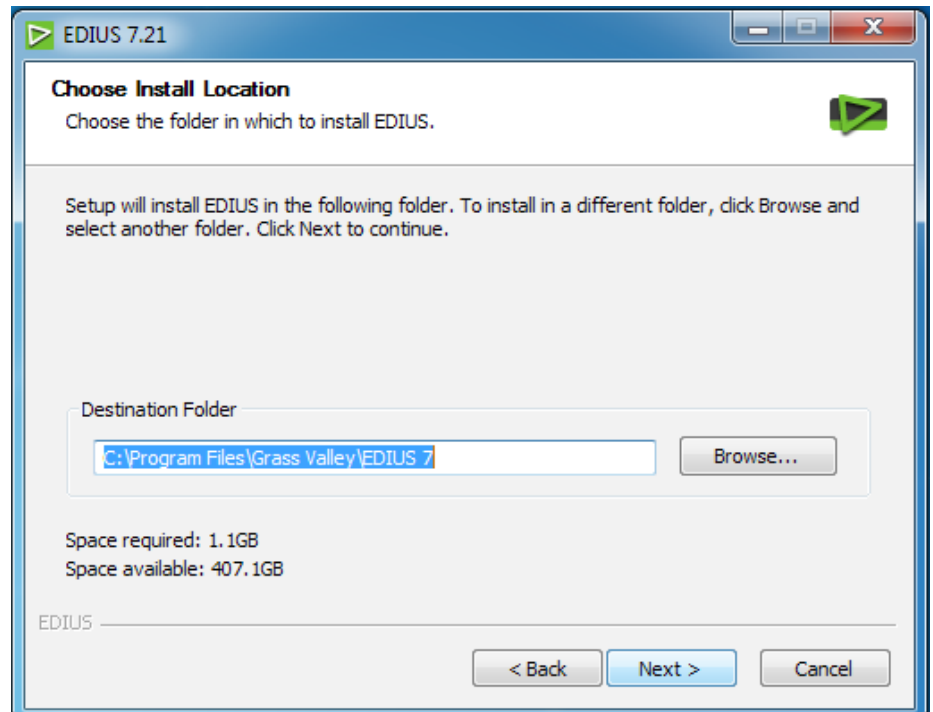 EDIUS 7.21
Choose Install Location
Choose the folder in which to install EDIUS.
Setup will install EDIUS in the following folder. To install in a different folder, click Browse and
select another folder. Click Next to continue.
Destination Folder
C:\Program Files\Grass Valley\EDIUS 7
Browse...
Space required: 1.1GB
Space available: 407.1GB
EDIUS
< Back
Next >
Cancel